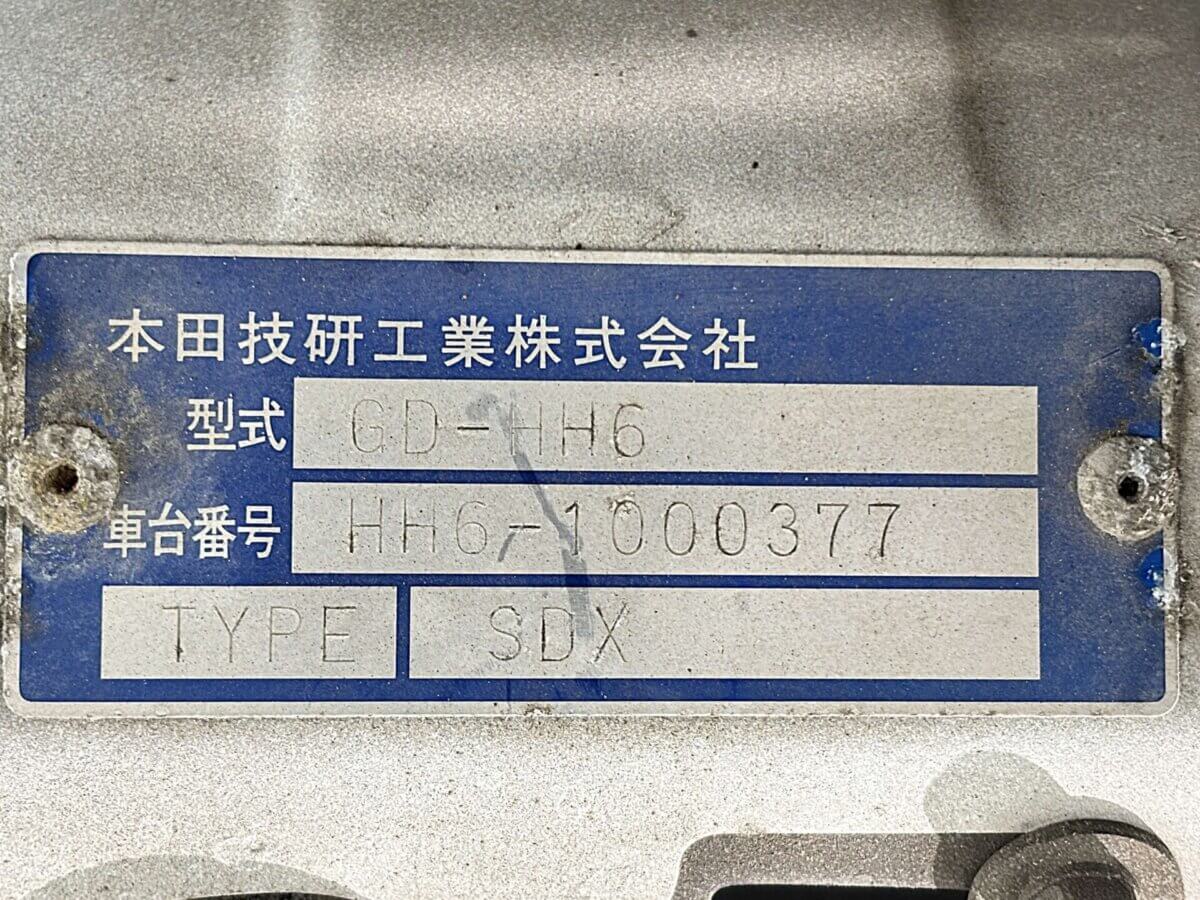 本田技研工業株式会社
型式 GD-HH6
車台番号 HH6-1000377
TYPE SDX